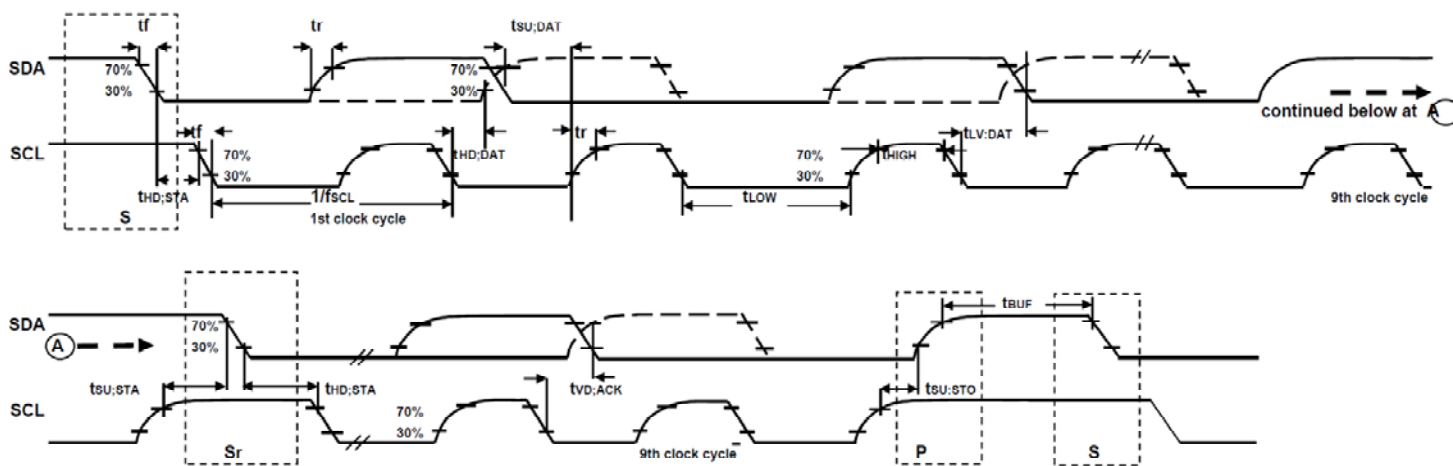 tf tr tSU;DAT
SDA 70% 30% 70% 30%
continued below at A
tf tHD;DAT tr tHIGH tLV:DAT
SCL 70% 30% 70% 30%
tHD;STA 1/fSCL tLOW
S 1st clock cycle 9th clock cycle
tBUF
SDA 70% 30%
A
tSU;STA tHD;STA tVD;ACK tSU:STO
SCL 70% 30%
Sr 9th clock cycle P S